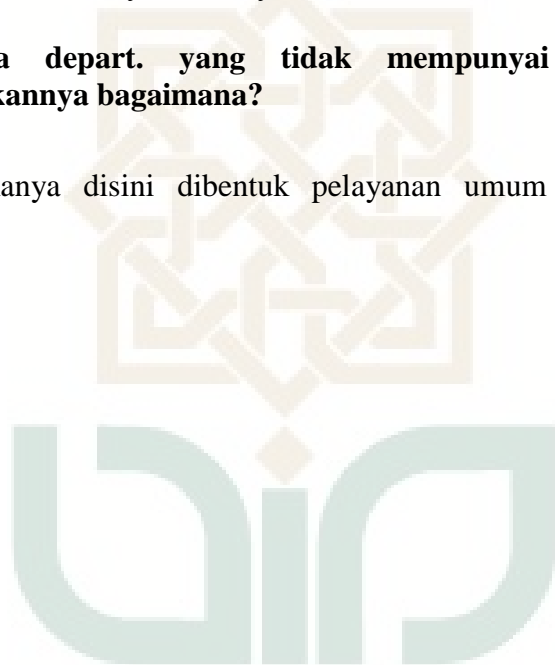 a depart. yang tidak mempunyai
kannya bagaimana?
anya disini dibentuk pelayanan umum